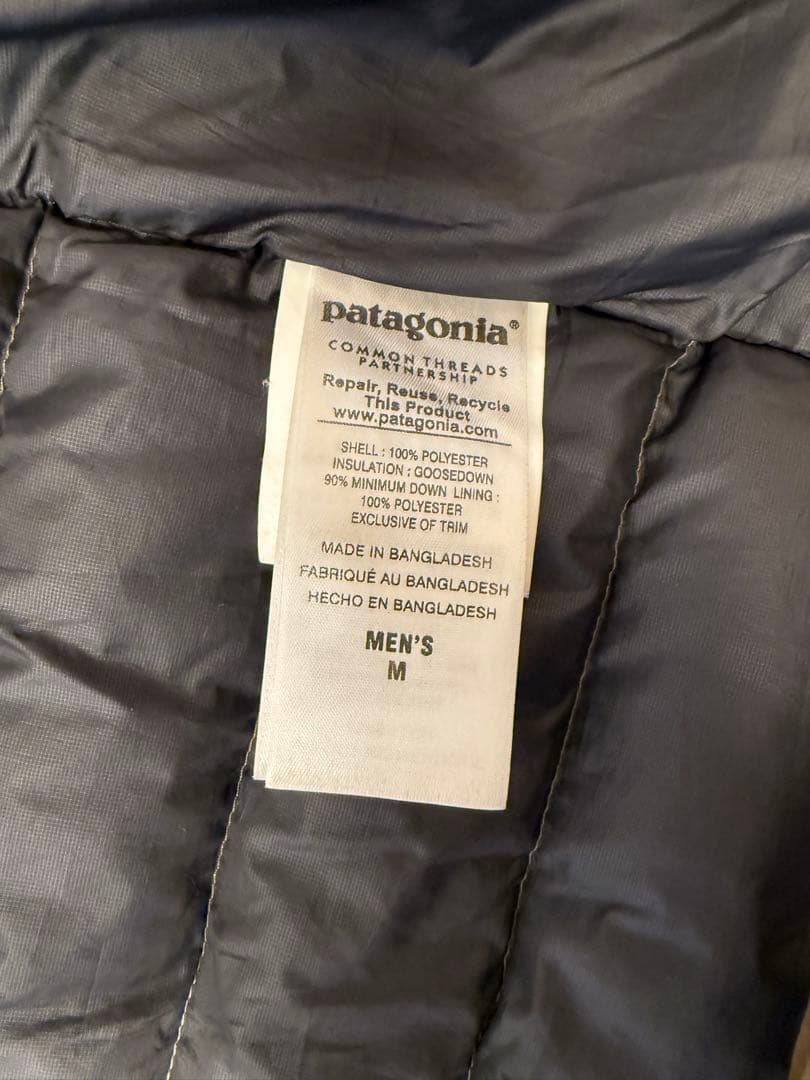 patagonia®
COMMON THREADS
PARTNERSHIP
Repair, Reuse, Recycle
This Product
www.patagonia.com
SHELL : 100% POLYESTER
INSULATION : GOOSEDOWN
90% MINIMUM DOWN LINING :
100% POLYESTER
EXCLUSIVE OF TRIM
MADE IN BANGLADESH
FABRIQUÉ AU BANGLADESH
HECHO EN BANGLADESH
MEN'S
M